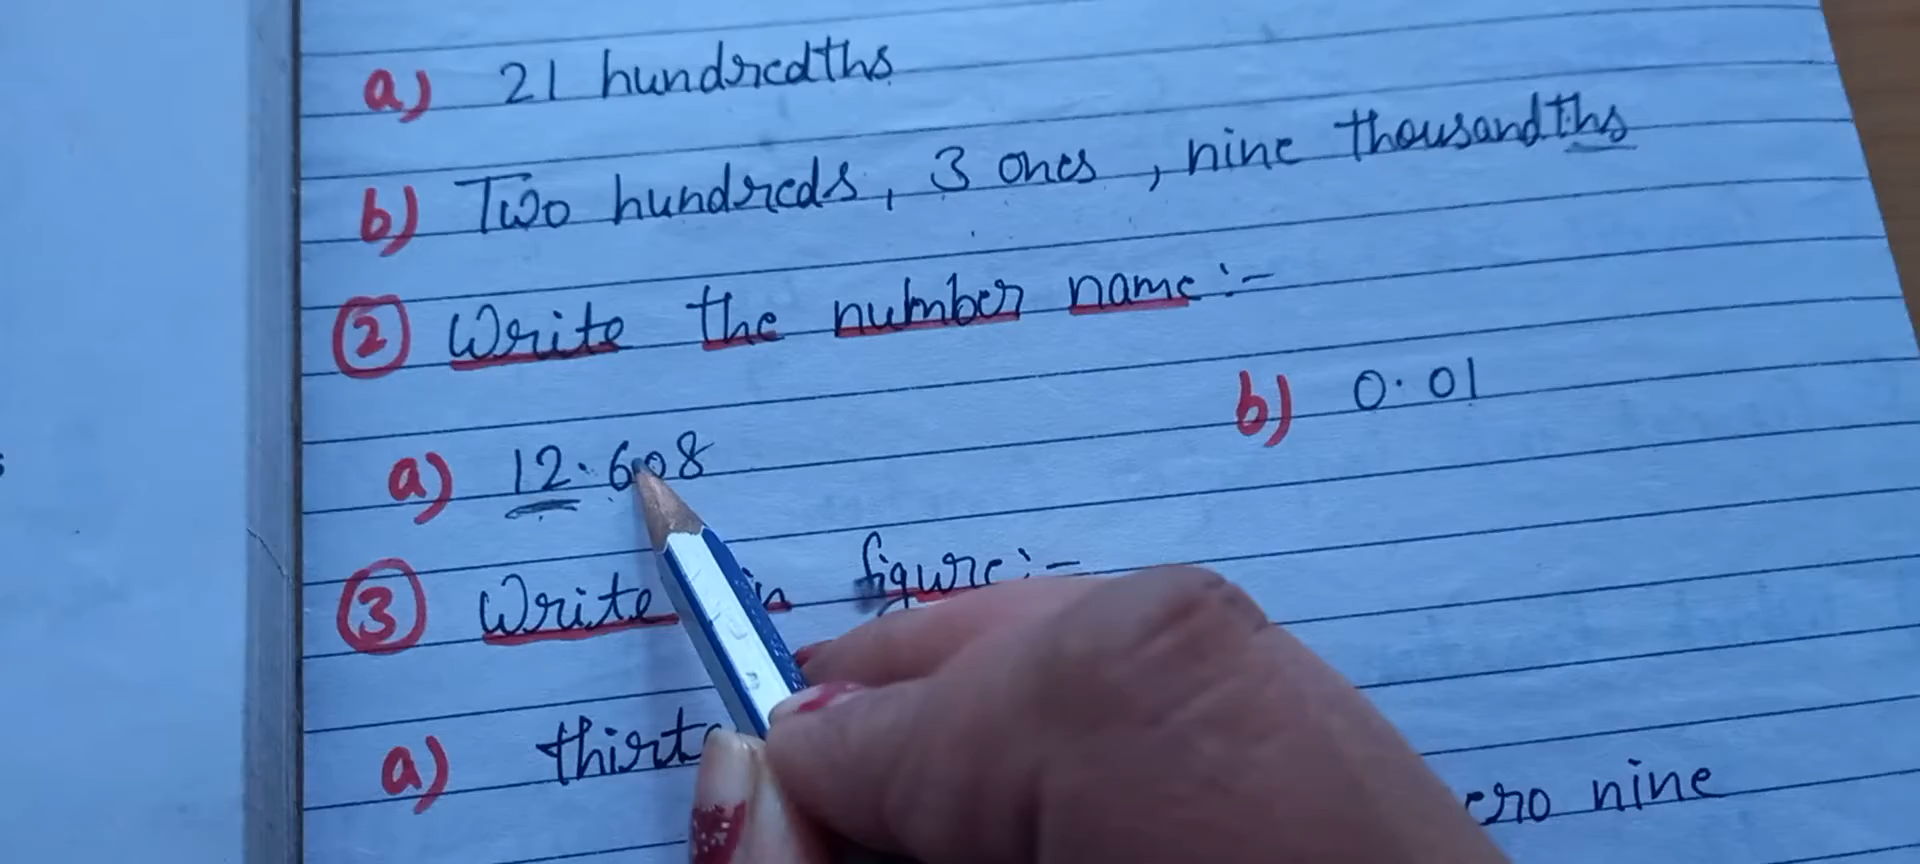 a) 21 hundredths
b) Two hundreds, 3 ones, nine thousandths
2 Write the number name:-
a) 12.608 b) 0.01
3 Write in figure:-
a) nine